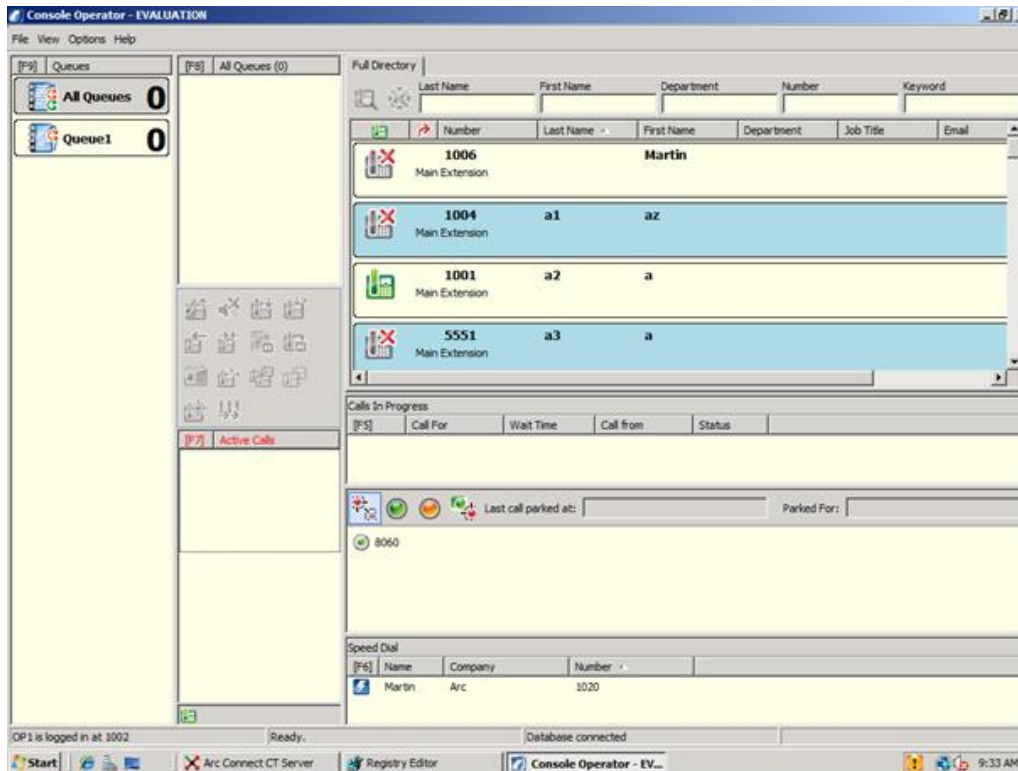 Console Operator - EVALUATION
File View Options Help
[F9] Queues
All Queues 0
Queue1 0
[F8] All Queues (0)
[F7] Active Calls
Full Directory
Last Name First Name Department Number Keyword
Number Last Name First Name Department Job Title Email
1006 Martin
Main Extension
1004 a1 az
Main Extension
1001 a2 a
Main Extension
5551 a3 a
Main Extension
Calls In Progress
[F5] Call For Wait Time Call from Status
Last call parked at: Parked For:
8060
Speed Dial
[F6] Name Company Number
Martin Arc 1020
OP1 is logged in at 1002 Ready. Database connected
Start Arc Connect CT Server Registry Editor Console Operator - EV... 9:33 AM